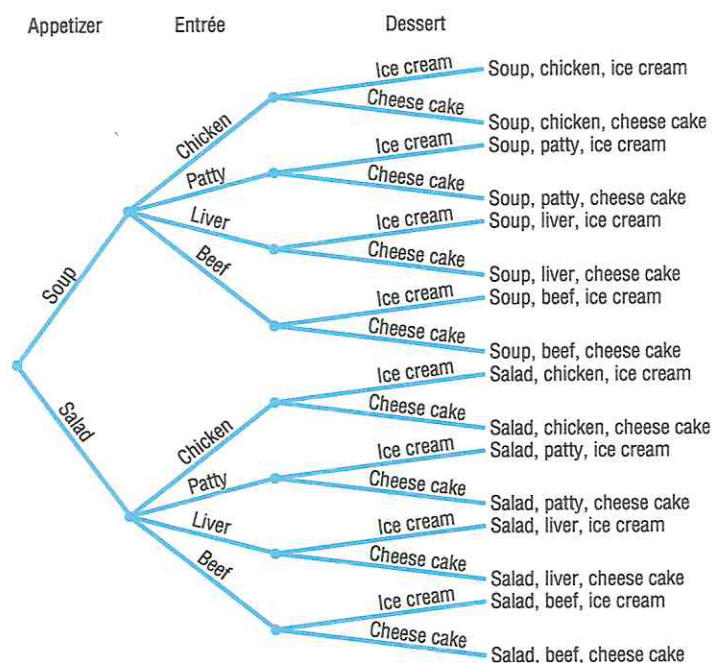 Appetizer Entrée Dessert
Soup
Salad
Chicken
Patty
Liver
Beef
Chicken
Patty
Liver
Beef
Ice cream Soup, chicken, ice cream
Cheese cake Soup, chicken, cheese cake
Ice cream Soup, patty, ice cream
Cheese cake Soup, patty, cheese cake
Ice cream Soup, liver, ice cream
Cheese cake Soup, liver, cheese cake
Ice cream Soup, beef, ice cream
Cheese cake Soup, beef, cheese cake
Ice cream Salad, chicken, ice cream
Cheese cake Salad, chicken, cheese cake
Ice cream Salad, patty, ice cream
Cheese cake Salad, patty, cheese cake
Ice cream Salad, liver, ice cream
Cheese cake Salad, liver, cheese cake
Ice cream Salad, beef, ice cream
Cheese cake Salad, beef, cheese cake